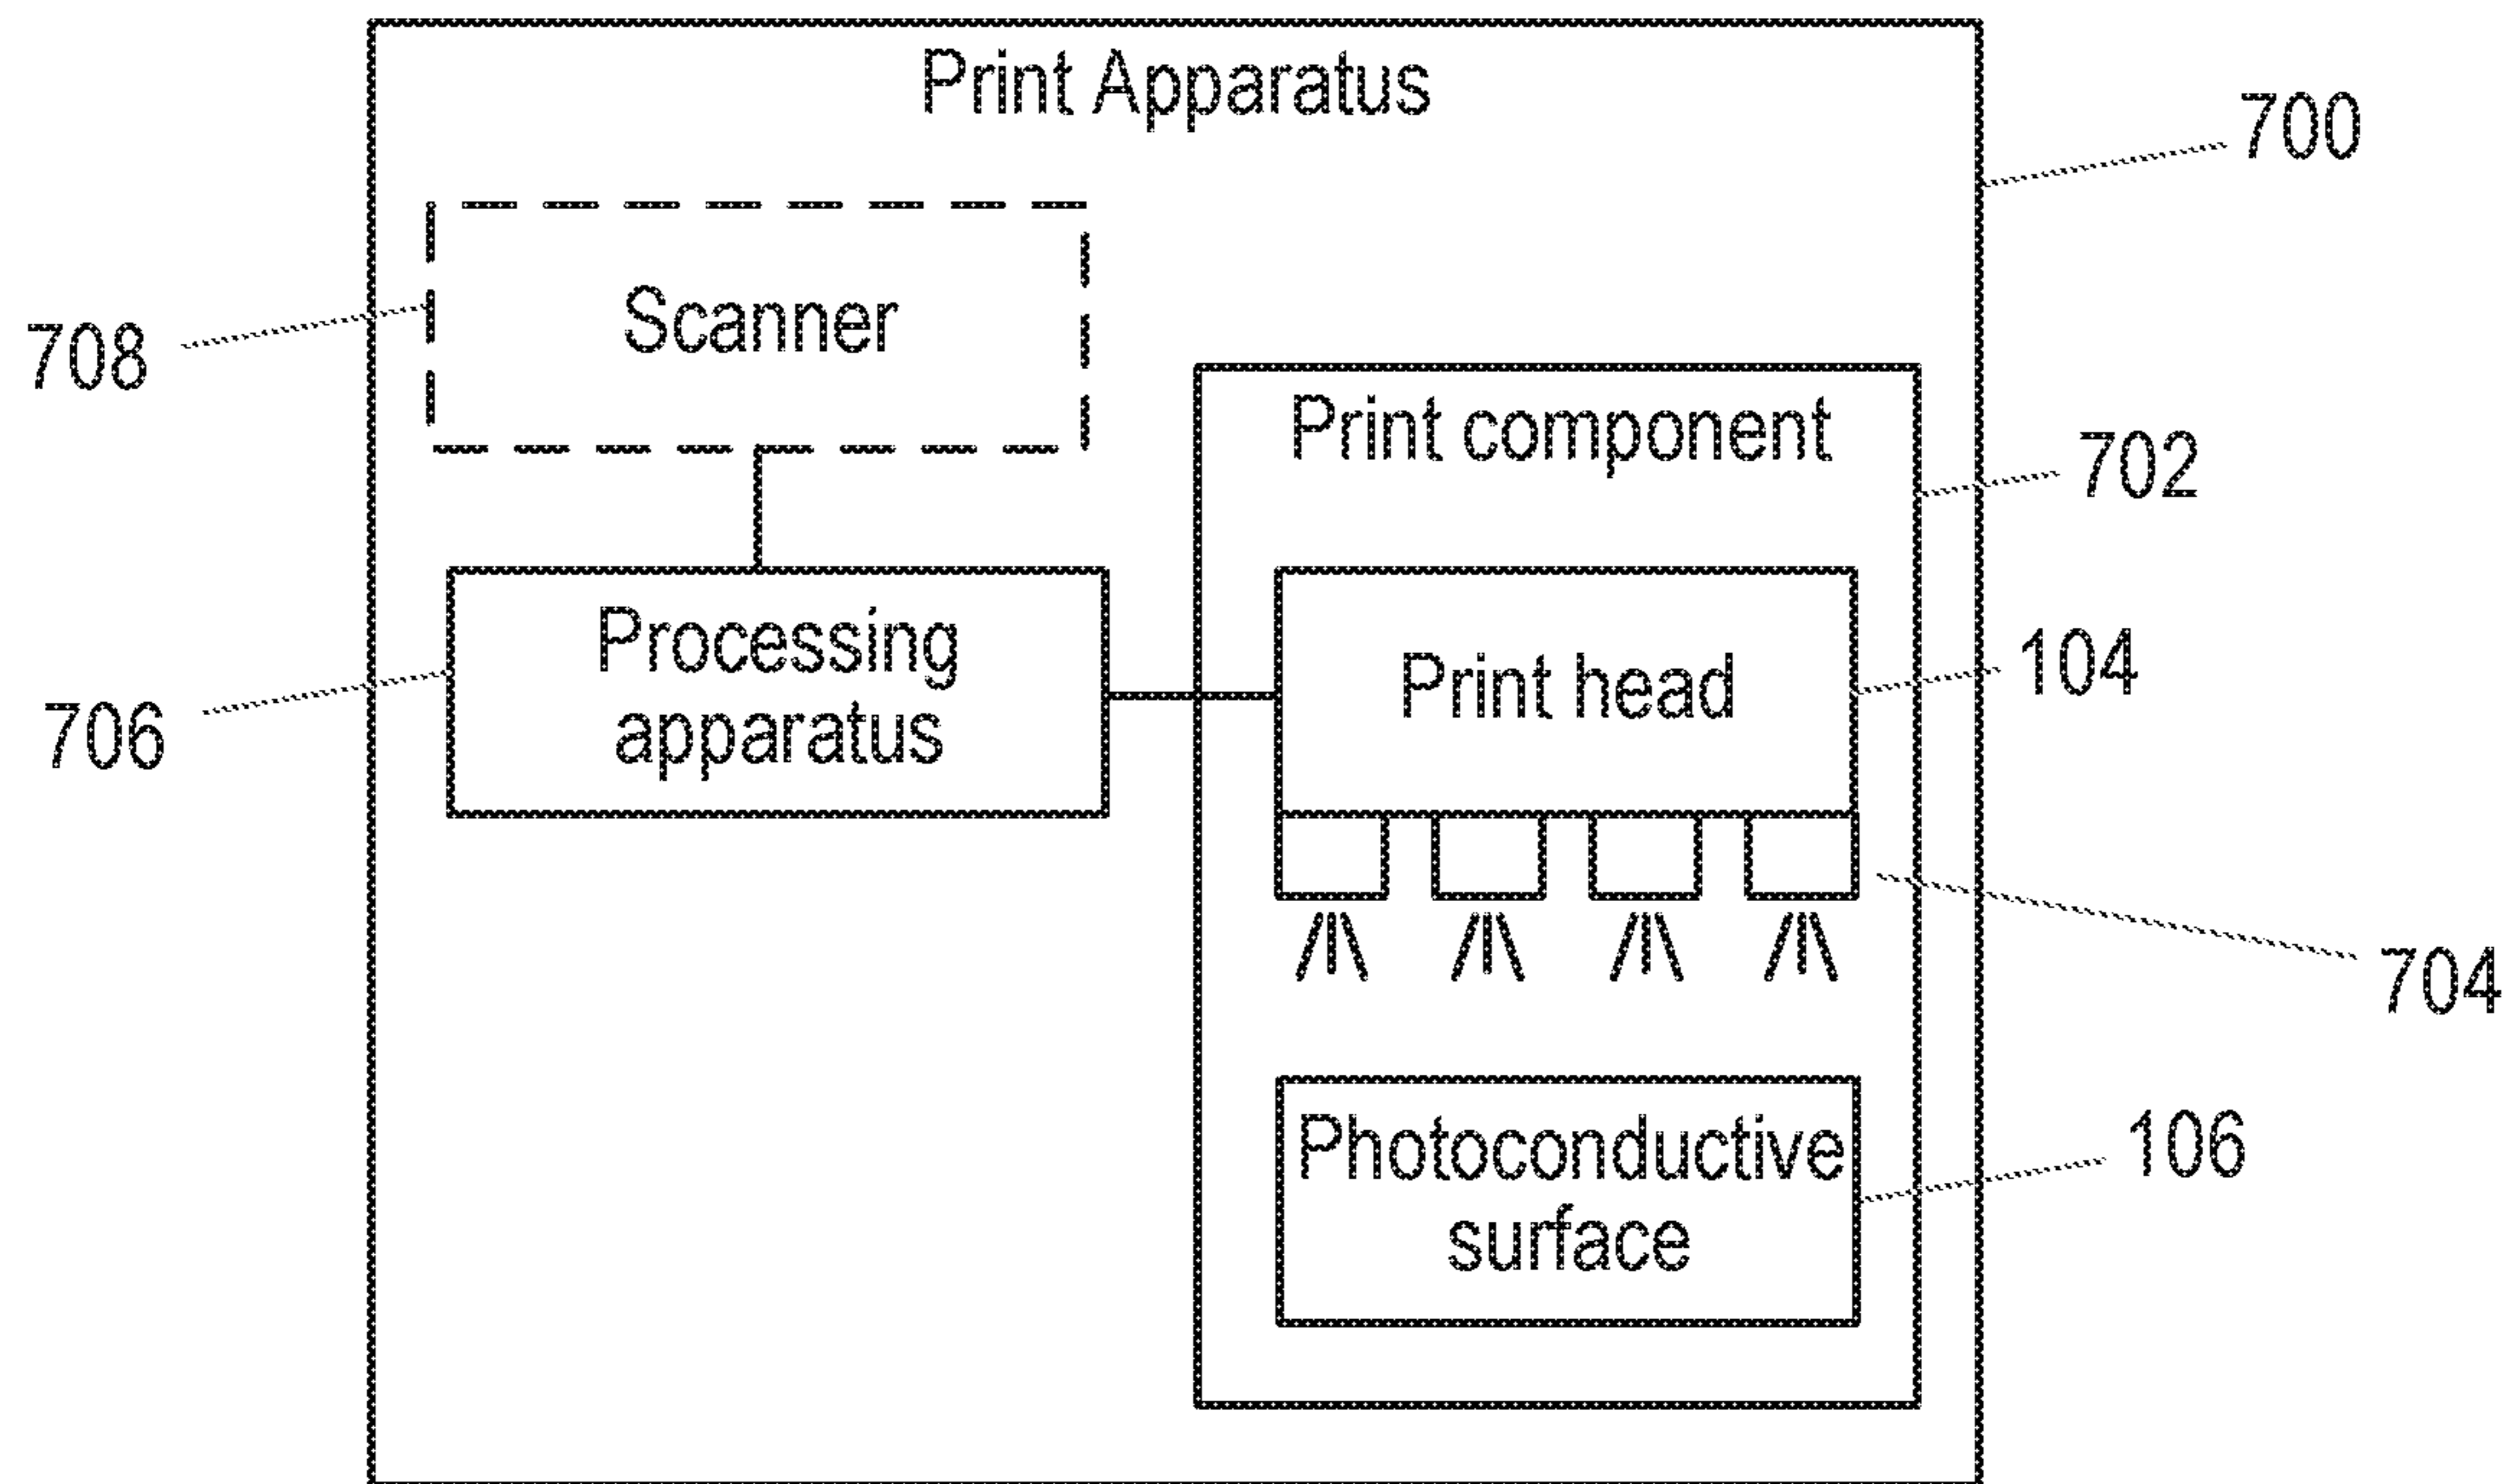 Print Apparatus
700
Scanner
708
Print component
702
Processing
apparatus
706
Print head
104
704
Photoconductive
surface
106